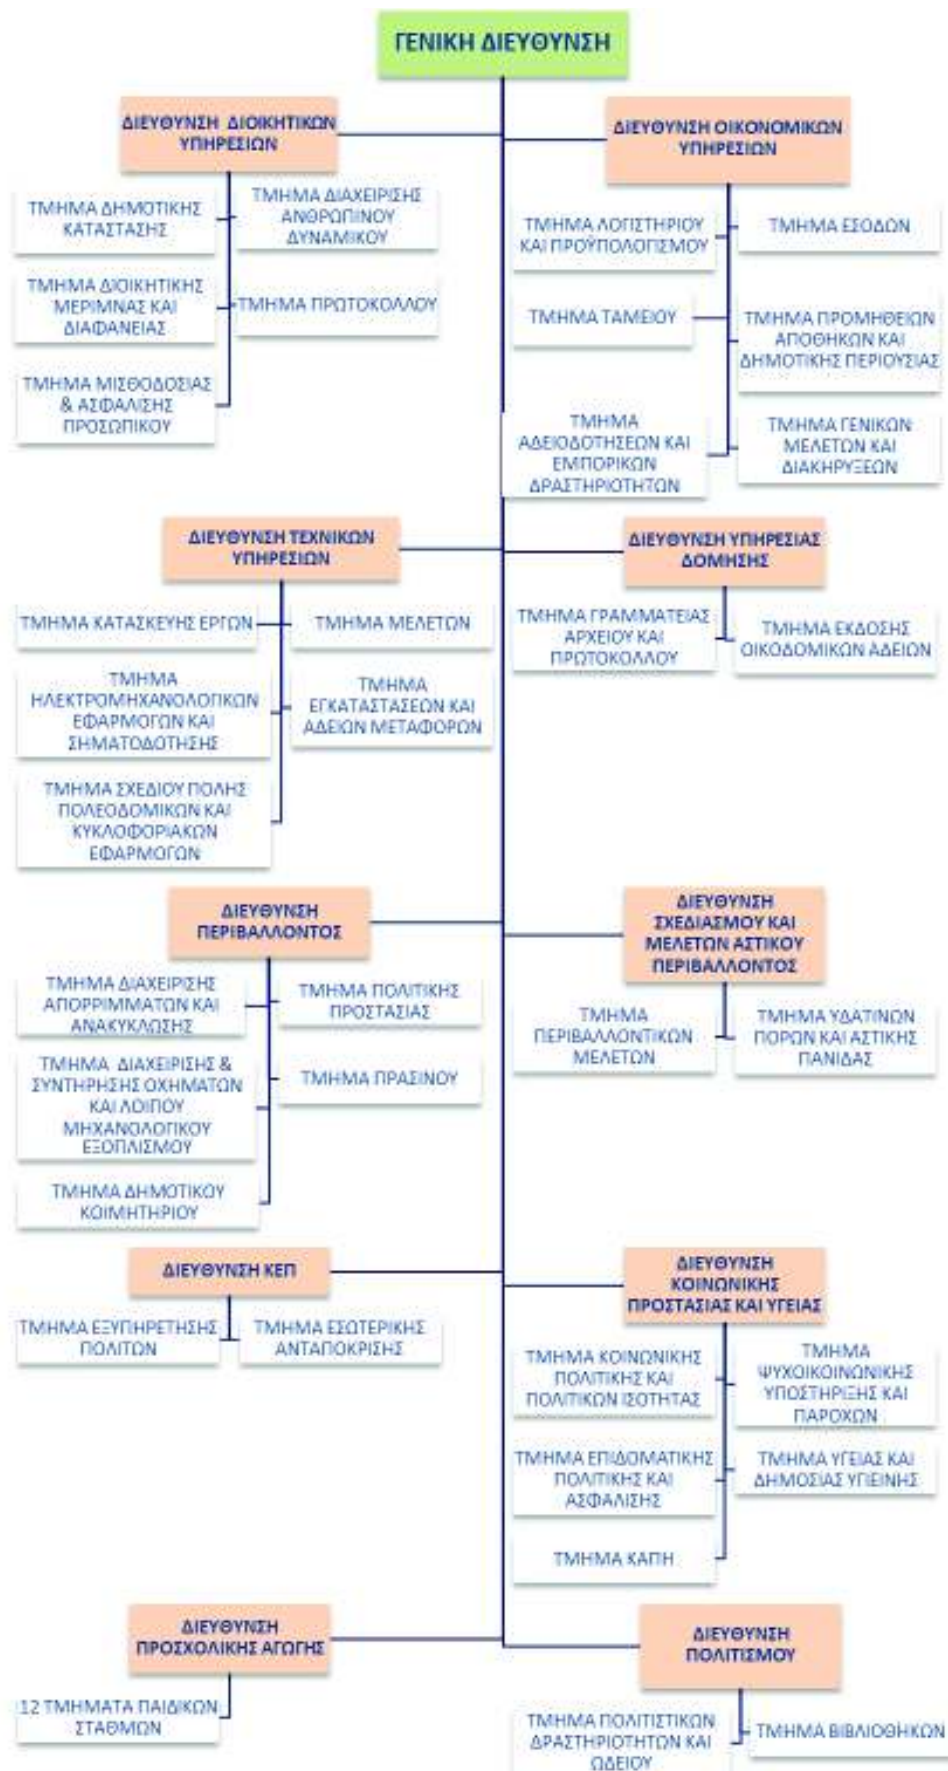 ΓΕΝΙΚΗ ΔΙΕΥΘΥΝΣΗ
ΔΙΕΥΘΥΝΣΗ ΔΙΟΙΚΗΤΙΚΩΝ
ΥΠΗΡΕΣΙΩΝ
ΤΜΗΜΑ ΔΗΜΟΤΙΚΗΣ
ΚΑΤΑΣΤΑΣΗΣ
ΤΜΗΜΑ ΔΙΑΧΕΙΡΙΣΗΣ
ΑΝΘΡΩΠΙΝΟΥ
ΔΥΝΑΜΙΚΟΥ
ΤΜΗΜΑ ΔΙΟΙΚΗΤΙΚΗΣ
ΜΕΡΙΜΝΑΣ ΚΑΙ
ΔΙΑΦΑΝΕΙΑΣ
ΤΜΗΜΑ ΠΡΩΤΟΚΟΛΛΟΥ
ΤΜΗΜΑ ΜΙΣΘΟΔΟΣΙΑΣ
& ΑΣΦΑΛΙΣΗΣ
ΠΡΟΣΩΠΙΚΟΥ
ΔΙΕΥΘΥΝΣΗ ΟΙΚΟΝΟΜΙΚΩΝ
ΥΠΗΡΕΣΙΩΝ
ΤΜΗΜΑ ΛΟΓΙΣΤΗΡΙΟΥ
ΚΑΙ ΠΡΟΫΠΟΛΟΓΙΣΜΟΥ
ΤΜΗΜΑ ΕΣΟΔΩΝ
ΤΜΗΜΑ ΤΑΜΕΙΟΥ
ΤΜΗΜΑ ΠΡΟΜΗΘΕΙΩΝ
ΑΠΟΘΗΚΩΝ ΚΑΙ
ΔΗΜΟΤΙΚΗΣ ΠΕΡΙΟΥΣΙΑΣ
ΤΜΗΜΑ
ΑΔΕΙΟΔΟΤΗΣΕΩΝ ΚΑΙ
ΕΜΠΟΡΙΚΩΝ
ΔΡΑΣΤΗΡΙΟΤΗΤΩΝ
ΤΜΗΜΑ ΓΕΝΙΚΩΝ
ΜΕΛΕΤΩΝ ΚΑΙ
ΔΙΑΚΗΡΥΞΕΩΝ
ΔΙΕΥΘΥΝΣΗ ΤΕΧΝΙΚΩΝ
ΥΠΗΡΕΣΙΩΝ
ΤΜΗΜΑ ΚΑΤΑΣΚΕΥΗΣ ΕΡΓΩΝ
ΤΜΗΜΑ ΜΕΛΕΤΩΝ
ΤΜΗΜΑ
ΗΛΕΚΤΡΟΜΗΧΑΝΟΛΟΓΙΚΩΝ
ΕΦΑΡΜΟΓΩΝ ΚΑΙ
ΣΗΜΑΤΟΔΟΤΗΣΗΣ
ΤΜΗΜΑ
ΕΓΚΑΤΑΣΤΑΣΕΩΝ ΚΑΙ
ΑΔΕΙΩΝ ΜΕΤΑΦΟΡΩΝ
ΤΜΗΜΑ ΣΧΕΔΙΟΥ ΠΟΛΗΣ
ΠΟΛΕΟΔΟΜΙΚΩΝ ΚΑΙ
ΚΥΚΛΟΦΟΡΙΑΚΩΝ
ΕΦΑΡΜΟΓΩΝ
ΔΙΕΥΘΥΝΣΗ ΥΠΗΡΕΣΙΑΣ
ΔΟΜΗΣΗΣ
ΤΜΗΜΑ ΓΡΑΜΜΑΤΕΙΑΣ
ΑΡΧΕΙΟΥ ΚΑΙ
ΠΡΩΤΟΚΟΛΛΟΥ
ΤΜΗΜΑ ΕΚΔΟΣΗΣ
ΟΙΚΟΔΟΜΙΚΩΝ ΑΔΕΙΩΝ
ΔΙΕΥΘΥΝΣΗ
ΠΕΡΙΒΑΛΛΟΝΤΟΣ
ΤΜΗΜΑ ΔΙΑΧΕΙΡΙΣΗΣ
ΑΠΟΡΡΙΜΜΑΤΩΝ ΚΑΙ
ΑΝΑΚΥΚΛΩΣΗΣ
ΤΜΗΜΑ ΠΟΛΙΤΙΚΗΣ
ΠΡΟΣΤΑΣΙΑΣ
ΤΜΗΜΑ ΔΙΑΧΕΙΡΙΣΗΣ &
ΣΥΝΤΗΡΗΣΗΣ ΟΧΗΜΑΤΩΝ
ΚΑΙ ΛΟΙΠΟΥ
ΜΗΧΑΝΟΛΟΓΙΚΟΥ
ΕΞΟΠΛΙΣΜΟΥ
ΤΜΗΜΑ ΠΡΑΣΙΝΟΥ
ΤΜΗΜΑ ΔΗΜΟΤΙΚΟΥ
ΚΟΙΜΗΤΗΡΙΟΥ
ΔΙΕΥΘΥΝΣΗ
ΣΧΕΔΙΑΣΜΟΥ ΚΑΙ
ΜΕΛΕΤΩΝ ΑΣΤΙΚΟΥ
ΠΕΡΙΒΑΛΛΟΝΤΟΣ
ΤΜΗΜΑ
ΠΕΡΙΒΑΛΛΟΝΤΙΚΩΝ
ΜΕΛΕΤΩΝ
ΤΜΗΜΑ ΥΔΑΤΙΝΩΝ
ΠΟΡΩΝ ΚΑΙ ΑΣΤΙΚΗΣ
ΠΑΝΙΔΑΣ
ΔΙΕΥΘΥΝΣΗ ΚΕΠ
ΤΜΗΜΑ ΕΞΥΠΗΡΕΤΗΣΗΣ
ΠΟΛΙΤΩΝ
ΤΜΗΜΑ ΕΣΩΤΕΡΙΚΗΣ
ΑΝΤΑΠΟΚΡΙΣΗΣ
ΔΙΕΥΘΥΝΣΗ
ΚΟΙΝΩΝΙΚΗΣ
ΠΡΟΣΤΑΣΙΑΣ ΚΑΙ ΥΓΕΙΑΣ
ΤΜΗΜΑ ΚΟΙΝΩΝΙΚΗΣ
ΠΟΛΙΤΙΚΗΣ ΚΑΙ
ΠΟΛΙΤΙΚΩΝ ΙΣΟΤΗΤΑΣ
ΤΜΗΜΑ
ΨΥΧΟΚΟΙΝΩΝΙΚΗΣ
ΥΠΟΣΤΗΡΙΞΗΣ ΚΑΙ
ΠΑΡΟΧΩΝ
ΤΜΗΜΑ ΕΠΙΔΟΜΑΤΙΚΗΣ
ΠΟΛΙΤΙΚΗΣ ΚΑΙ
ΑΣΦΑΛΙΣΗΣ
ΤΜΗΜΑ ΥΓΕΙΑΣ ΚΑΙ
ΔΗΜΟΣΙΑΣ ΥΓΙΕΙΝΗΣ
ΤΜΗΜΑ ΚΑΠΗ
ΔΙΕΥΘΥΝΣΗ
ΠΡΟΣΧΟΛΙΚΗΣ ΑΓΩΓΗΣ
12 ΤΜΗΜΑΤΑ ΠΑΙΔΙΚΩΝ
ΣΤΑΘΜΩΝ
ΔΙΕΥΘΥΝΣΗ
ΠΟΛΙΤΙΣΜΟΥ
ΤΜΗΜΑ ΠΟΛΙΤΙΣΤΙΚΩΝ
ΔΡΑΣΤΗΡΙΟΤΗΤΩΝ ΚΑΙ
ΩΔΕΙΟΥ
ΤΜΗΜΑ ΒΙΒΛΙΟΘΗΚΩΝ